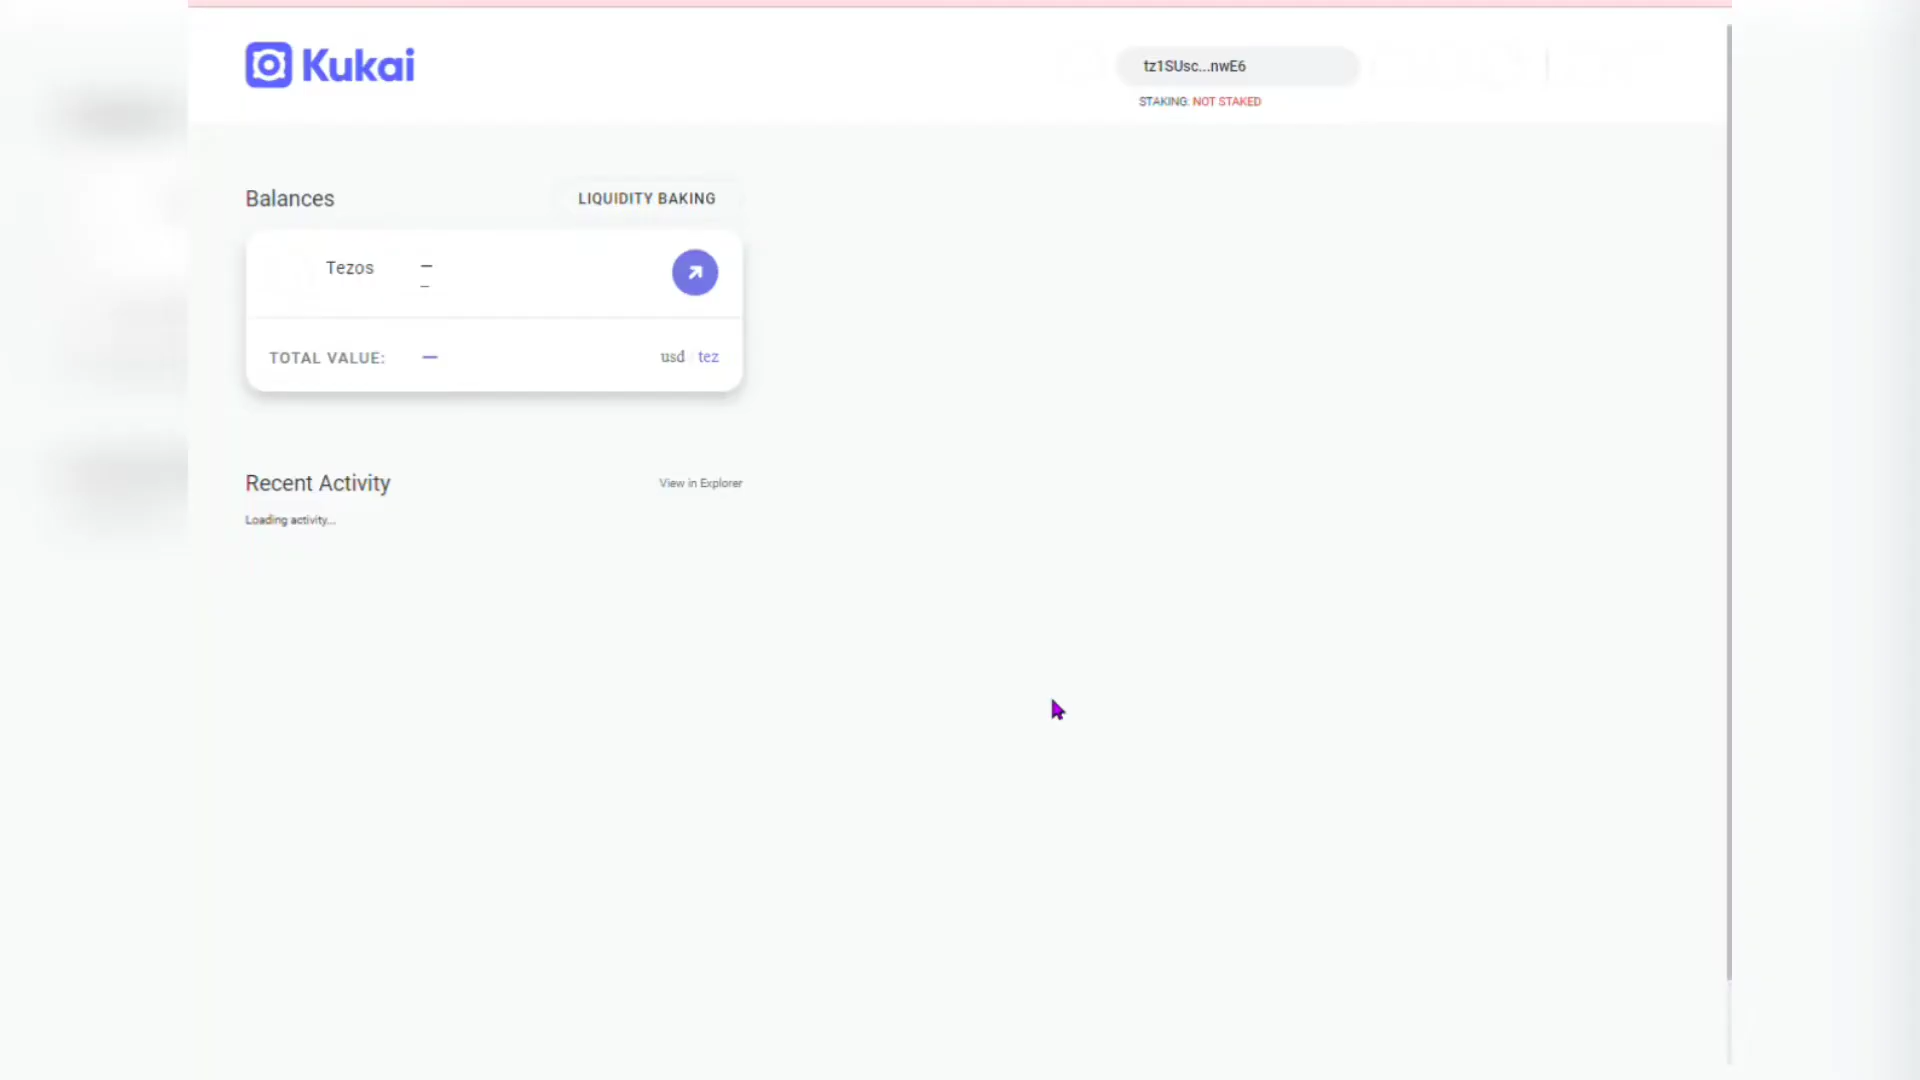 Kukai
tz1SUsc...nwE6
STAKING: NOT STAKED
Balances
LIQUIDITY BAKING
Tezos –
–
TOTAL VALUE: –
usd / tez
Recent Activity
View in Explorer
Loading activity...